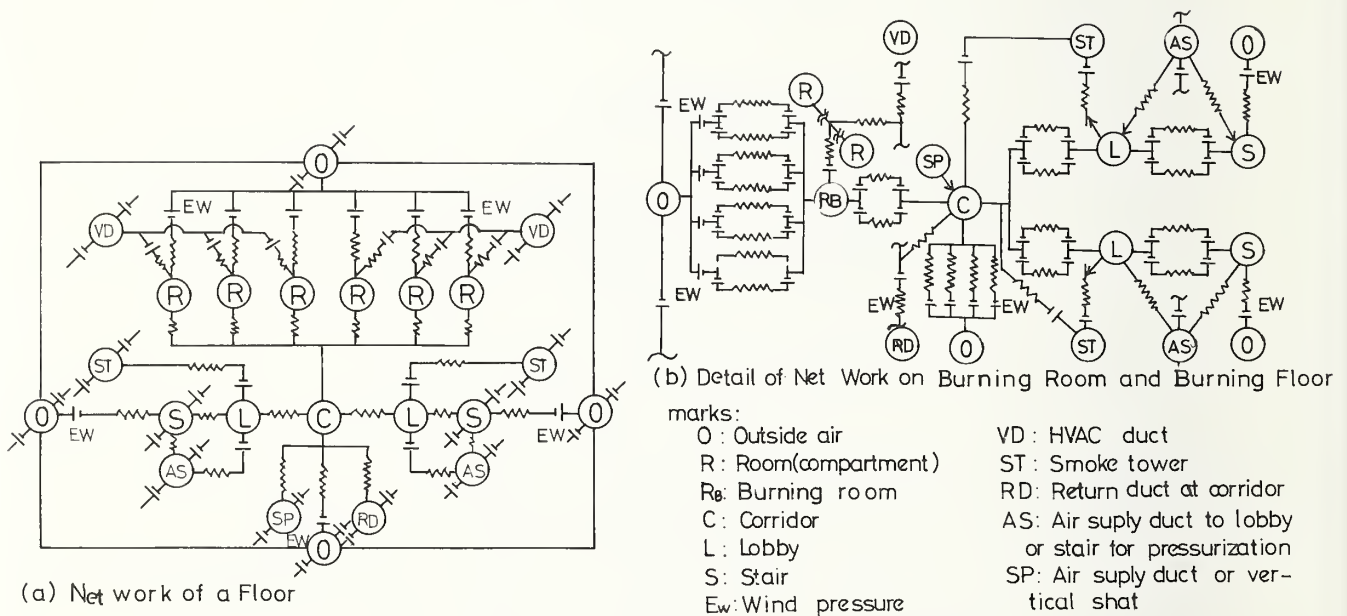 O
EW
EW
VD
VD
R
R
R
R
R
R
ST
ST
O
EW
S
L
C
L
S
EW
O
AS
AS
SP
RD
EW
O
(a) Net work of a Floor
VD
ST
AS
O
EW
EW
R
R
SP
L
S
O
RB
C
L
S
EW
EW
EW
EW
RD
O
ST
AS
O
(b) Detail of Net Work on Burning Room and Burning Floor
marks:
O : Outside air
R : Room(compartment)
RB: Burning room
C : Corridor
L : Lobby
S : Stair
Ew: Wind pressure
VD : HVAC duct
ST : Smoke tower
RD : Return duct at corridor
AS : Air suply duct to lobby
or stair for pressurization
SP: Air suply duct or ver-
tical shat